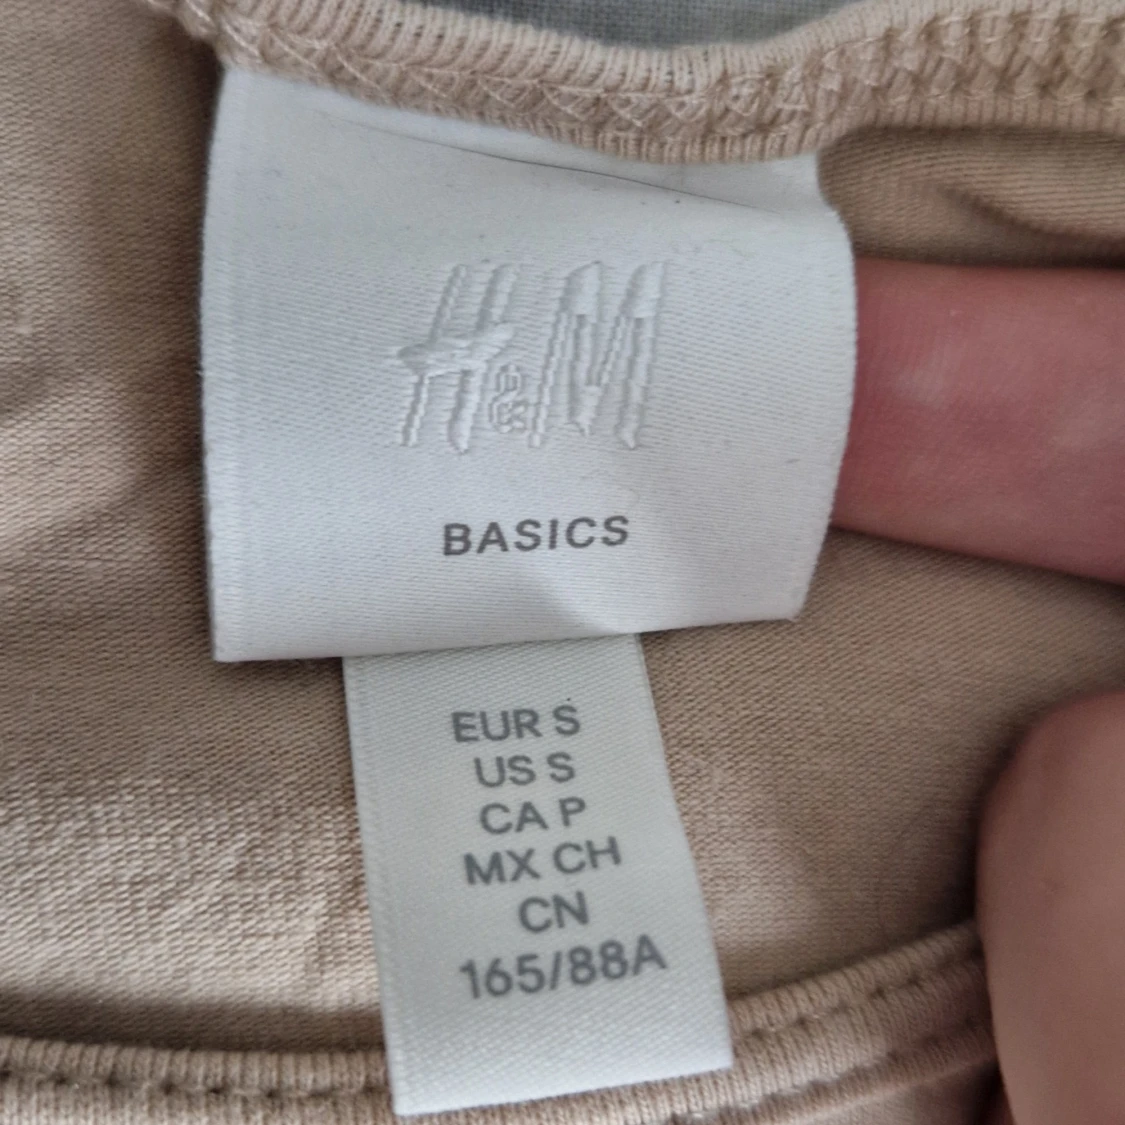 H&M
BASICS
EUR S
US S
CA P
MX CH
CN
165/88A